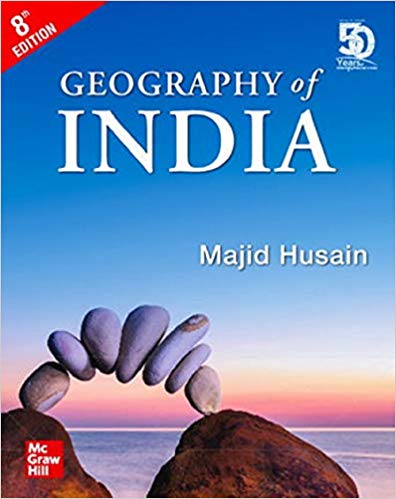 8th
EDITION
50
Years
GEOGRAPHY of
INDIA
Majid Husain
Mc
Graw
Hill